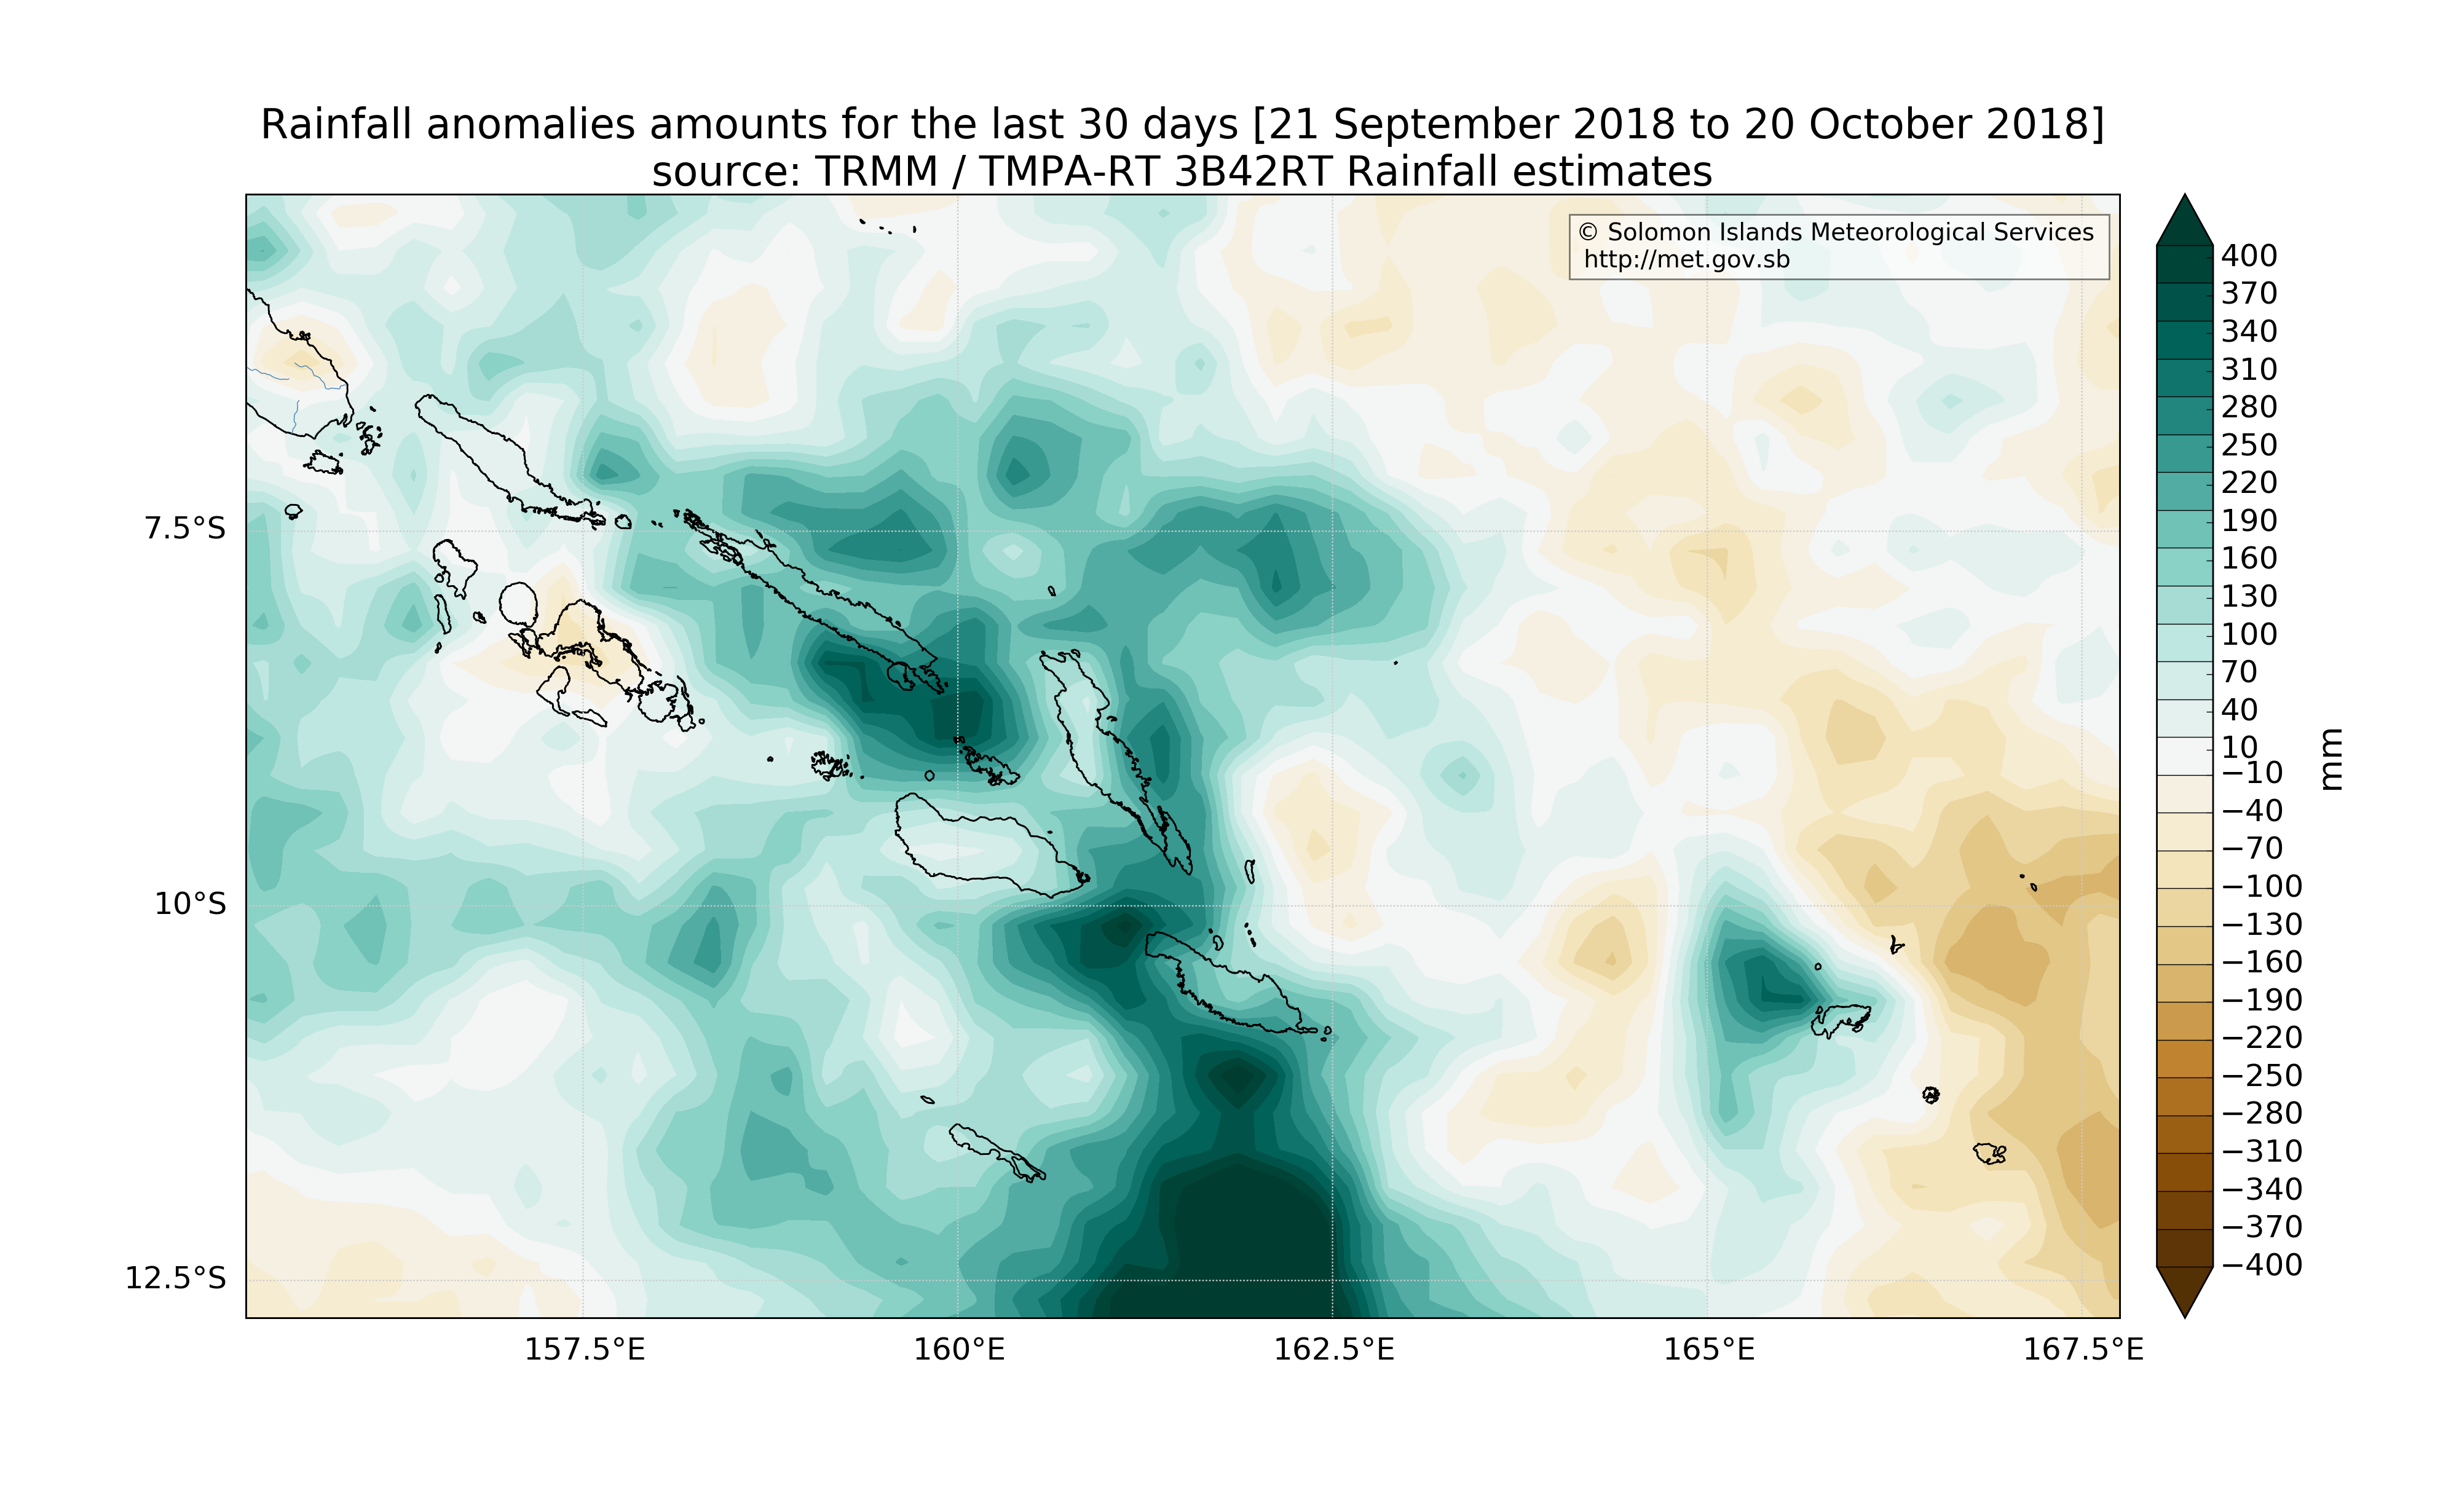 Rainfall anomalies amounts for the last 30 days [21 September 2018 to 20 October 2018]
source: TRMM / TMPA-RT 3B42RT Rainfall estimates
© Solomon Islands Meteorological Services
http://met.gov.sb
7.5°S
10°S
12.5°S
157.5°E
160°E
162.5°E
165°E
167.5°E
400
370
340
310
280
250
220
190
160
130
100
70
40
10
−10
−40
−70
−100
−130
−160
−190
−220
−250
−280
−310
−340
−370
−400
mm